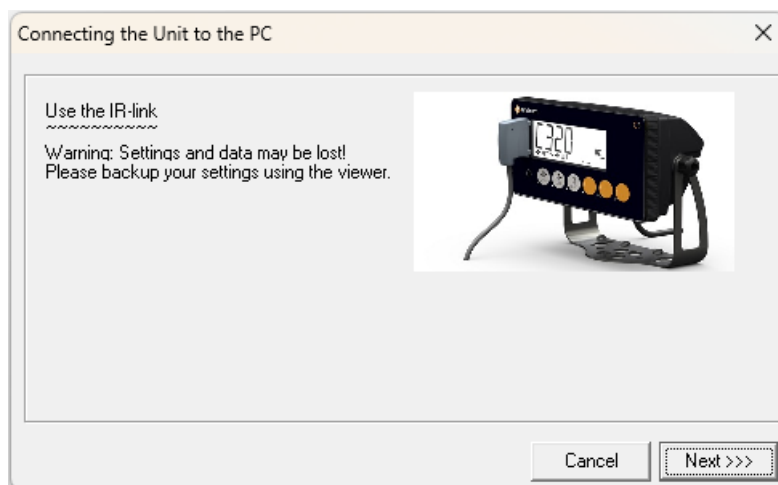 Connecting the Unit to the PC
Use the IR-link
~~~~~~~~~~
Warning: Settings and data may be lost!
Please backup your settings using the viewer.
C320
Cancel
Next >>>